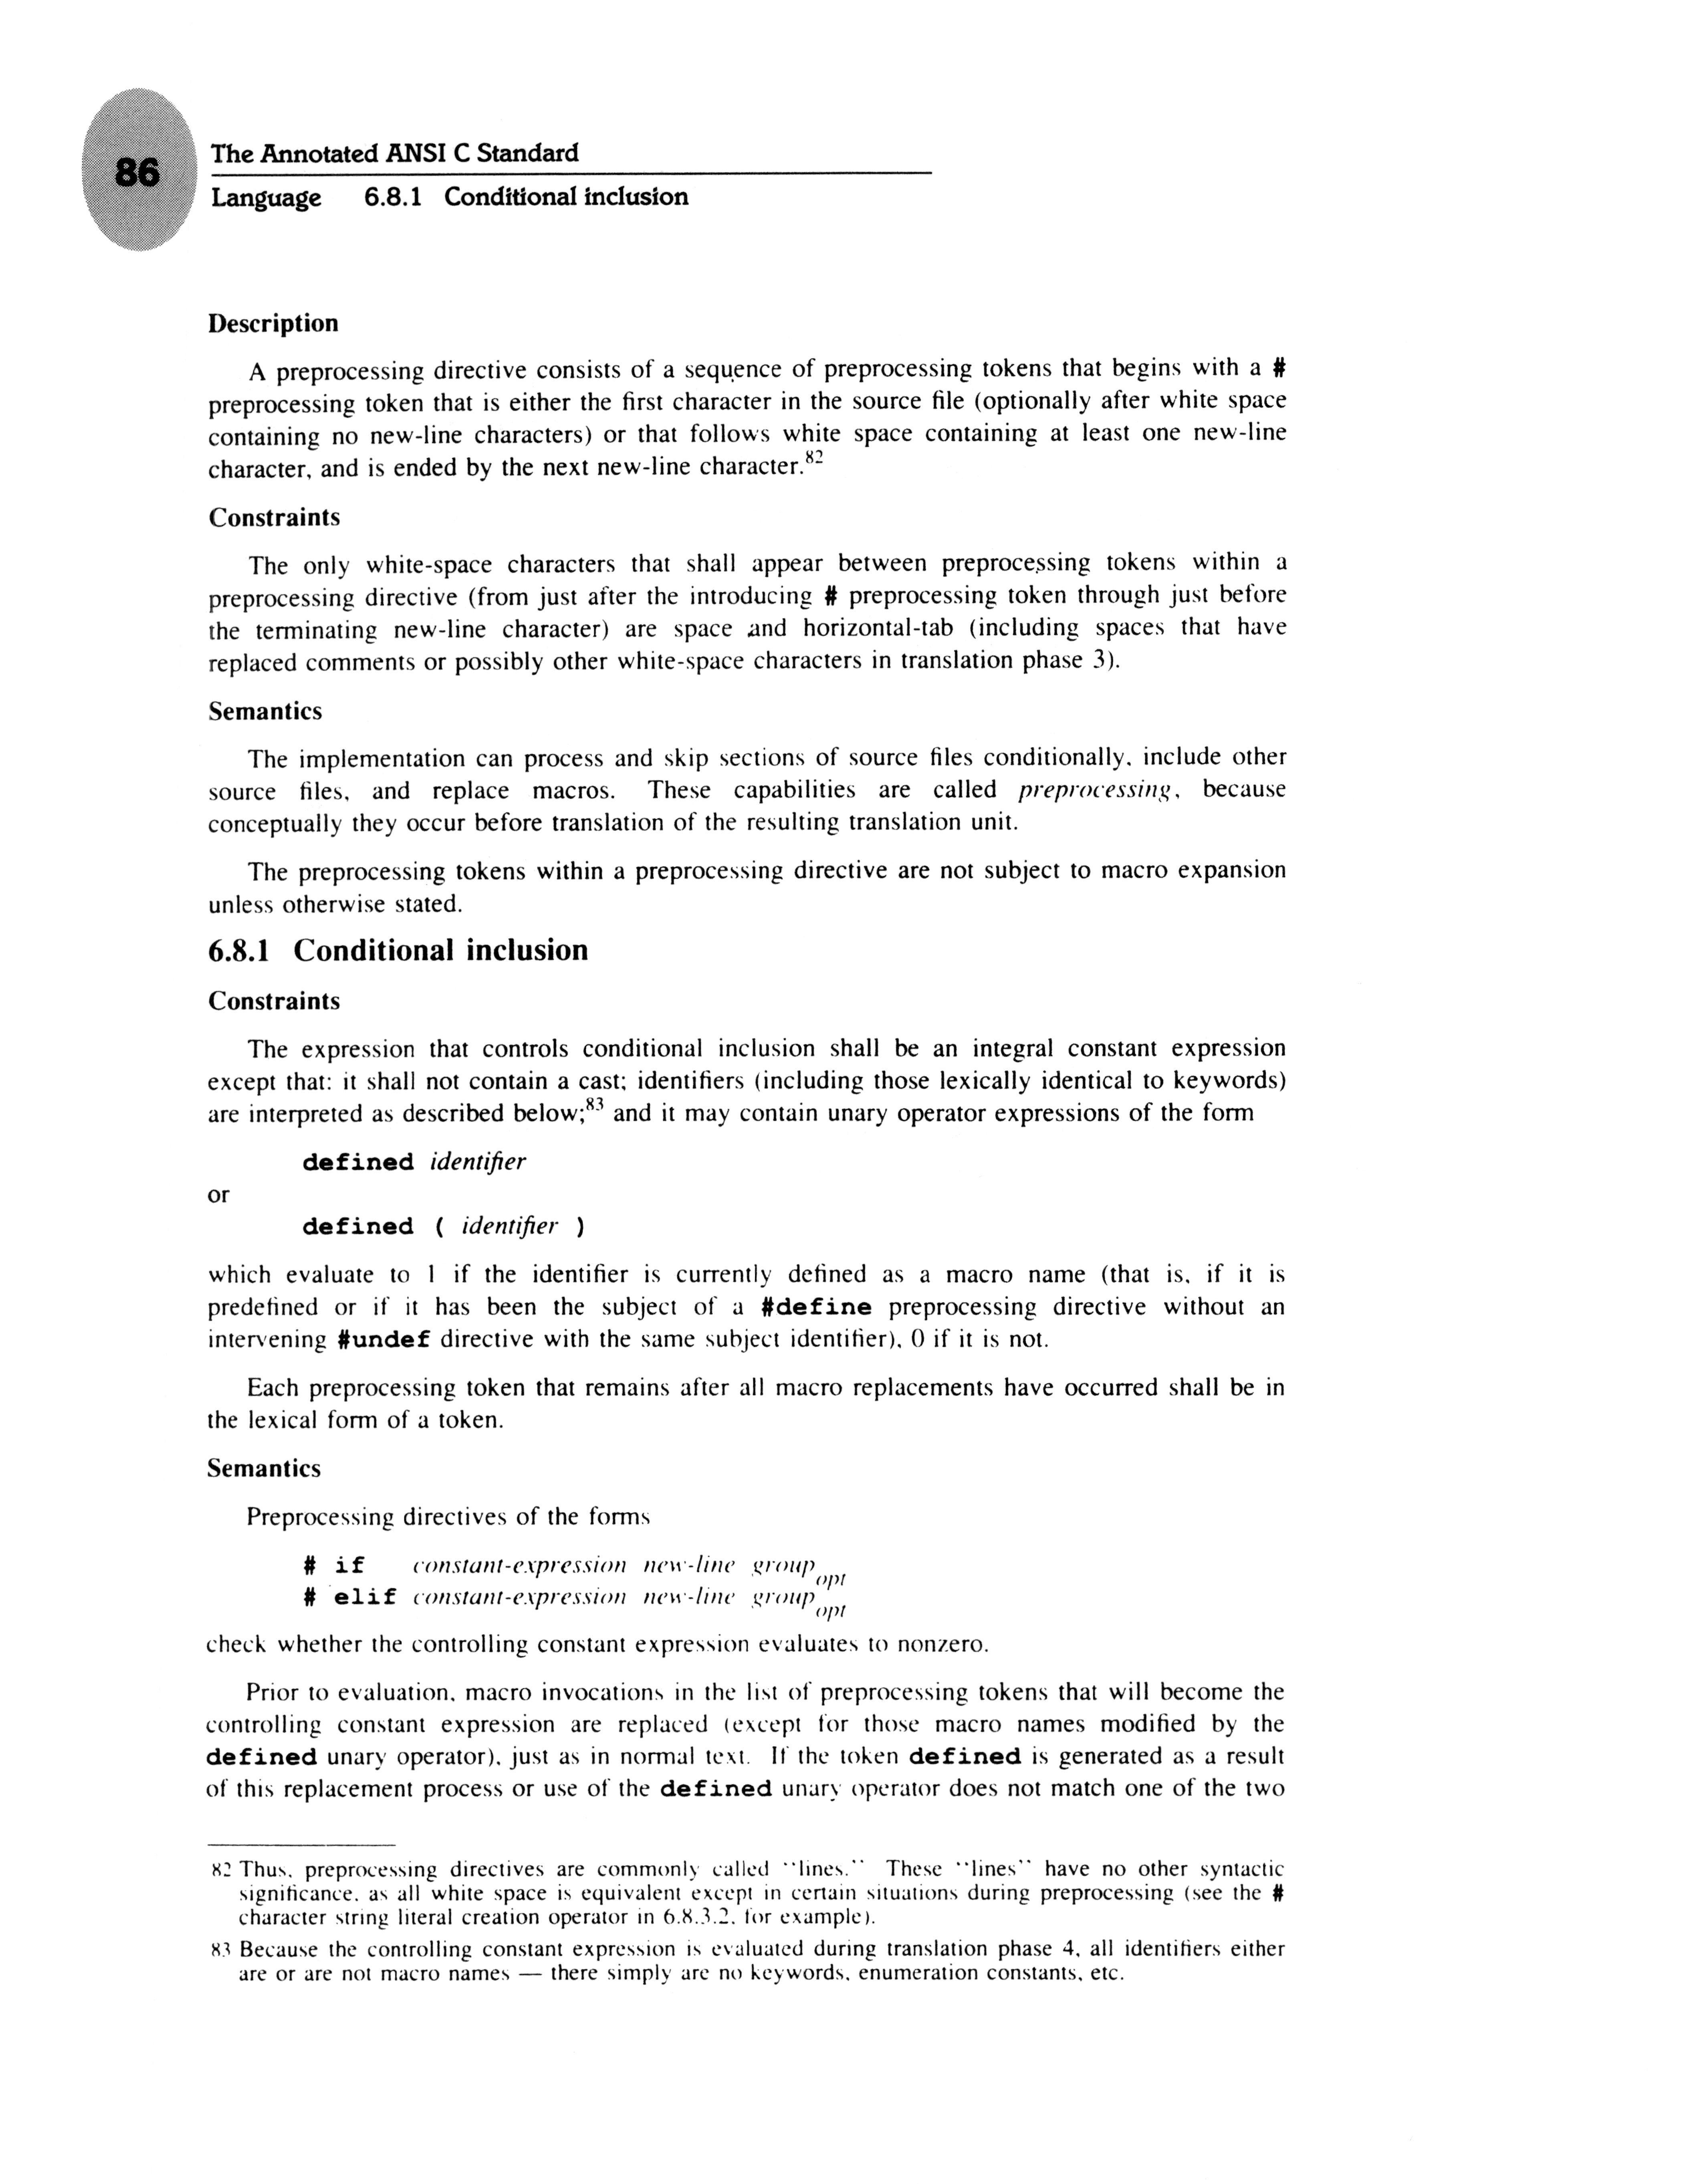 86
The Annotated ANSI C Standard
Language 6.8.1 Conditional inclusion
Description
A preprocessing directive consists of a sequence of preprocessing tokens that begins with a #
preprocessing token that is either the first character in the source file (optionally after white space
containing no new-line characters) or that follows white space containing at least one new-line
character, and is ended by the next new-line character.82
Constraints
The only white-space characters that shall appear between preprocessing tokens within a
preprocessing directive (from just after the introducing # preprocessing token through just before
the terminating new-line character) are space and horizontal-tab (including spaces that have
replaced comments or possibly other white-space characters in translation phase 3).
Semantics
The implementation can process and skip sections of source files conditionally, include other
source files, and replace macros. These capabilities are called preprocessing, because
conceptually they occur before translation of the resulting translation unit.
The preprocessing tokens within a preprocessing directive are not subject to macro expansion
unless otherwise stated.
6.8.1 Conditional inclusion
Constraints
The expression that controls conditional inclusion shall be an integral constant expression
except that: it shall not contain a cast; identifiers (including those lexically identical to keywords)
are interpreted as described below;83 and it may contain unary operator expressions of the form
defined identifier
or
defined ( identifier )
which evaluate to 1 if the identifier is currently defined as a macro name (that is, if it is
predefined or if it has been the subject of a #define preprocessing directive without an
intervening #undef directive with the same subject identifier), 0 if it is not.
Each preprocessing token that remains after all macro replacements have occurred shall be in
the lexical form of a token.
Semantics
Preprocessing directives of the forms
# if constant-expression new-line group opt
# elif constant-expression new-line group opt
check whether the controlling constant expression evaluates to nonzero.
Prior to evaluation, macro invocations in the list of preprocessing tokens that will become the
controlling constant expression are replaced (except for those macro names modified by the
defined unary operator), just as in normal text. If the token defined is generated as a result
of this replacement process or use of the defined unary operator does not match one of the two
82 Thus, preprocessing directives are commonly called ``lines.'' These ``lines'' have no other syntactic
significance, as all white space is equivalent except in certain situations during preprocessing (see the #
character string literal creation operator in 6.8.3.2, for example).
83 Because the controlling constant expression is evaluated during translation phase 4, all identifiers either
are or are not macro names — there simply are no keywords, enumeration constants, etc.